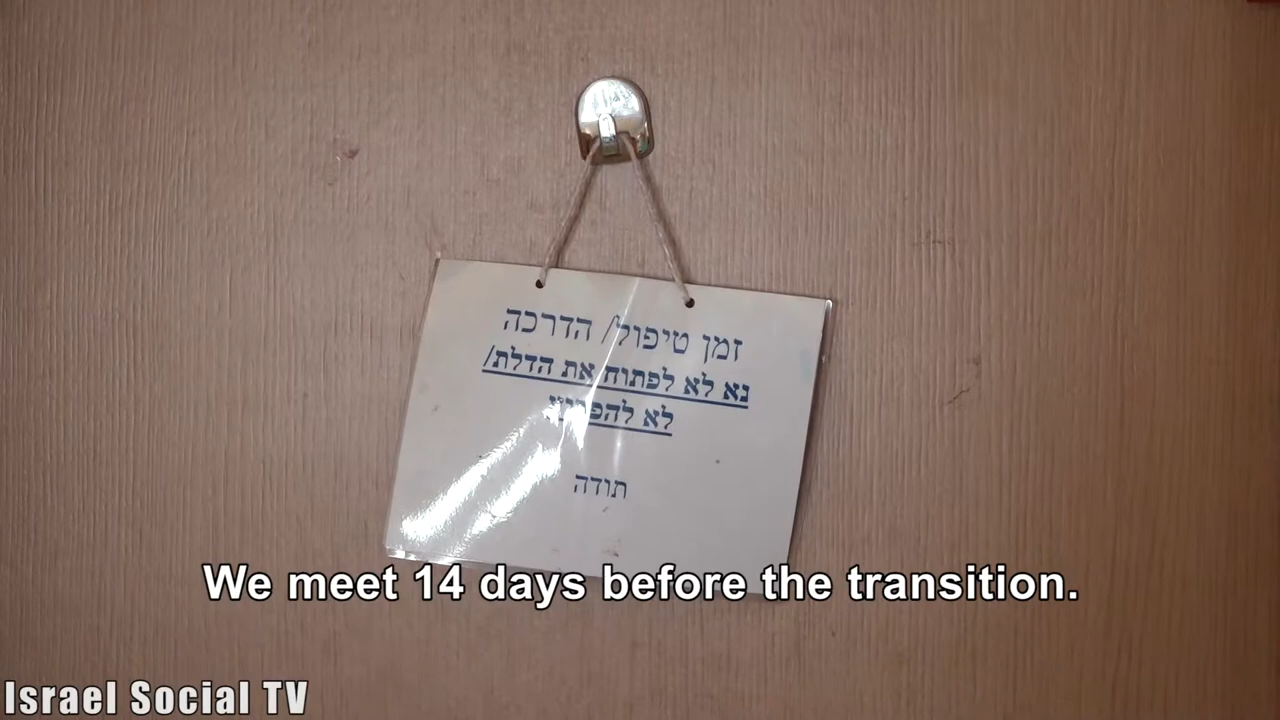 זמן טיפול/ הדרכה
נא לא לפתוח את הדלת/
לא להפריע
תודה
We meet 14 days before the transition.
Israel Social TV